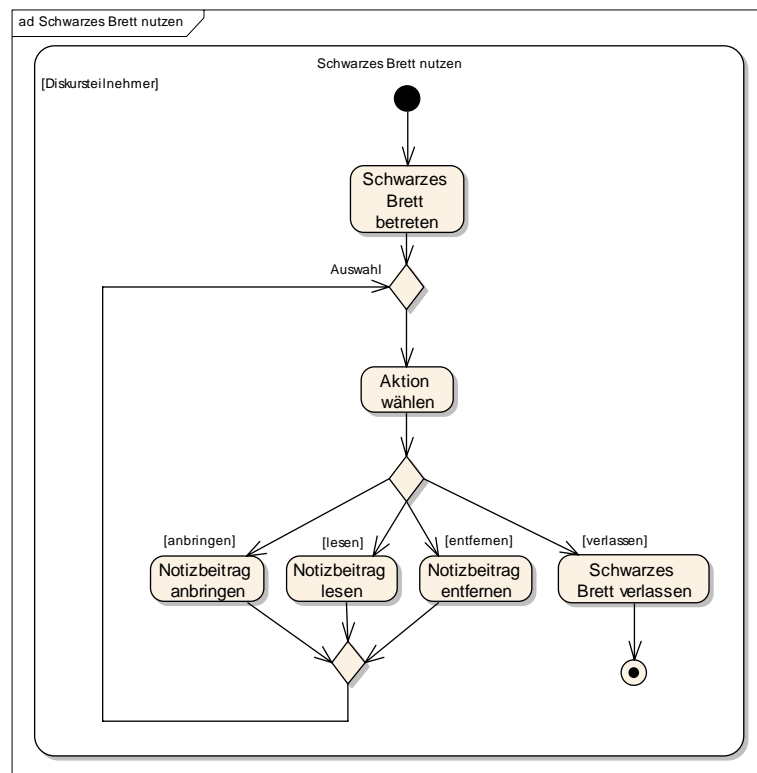 ad Schwarzes Brett nutzen
Schwarzes Brett nutzen
[Diskursteilnehmer]
Schwarzes
Brett
betreten
Auswahl
Aktion
wählen
[anbringen]
[lesen]
[entfernen]
[verlassen]
Notizbeitrag
anbringen
Notizbeitrag
lesen
Notizbeitrag
entfernen
Schwarzes
Brett verlassen